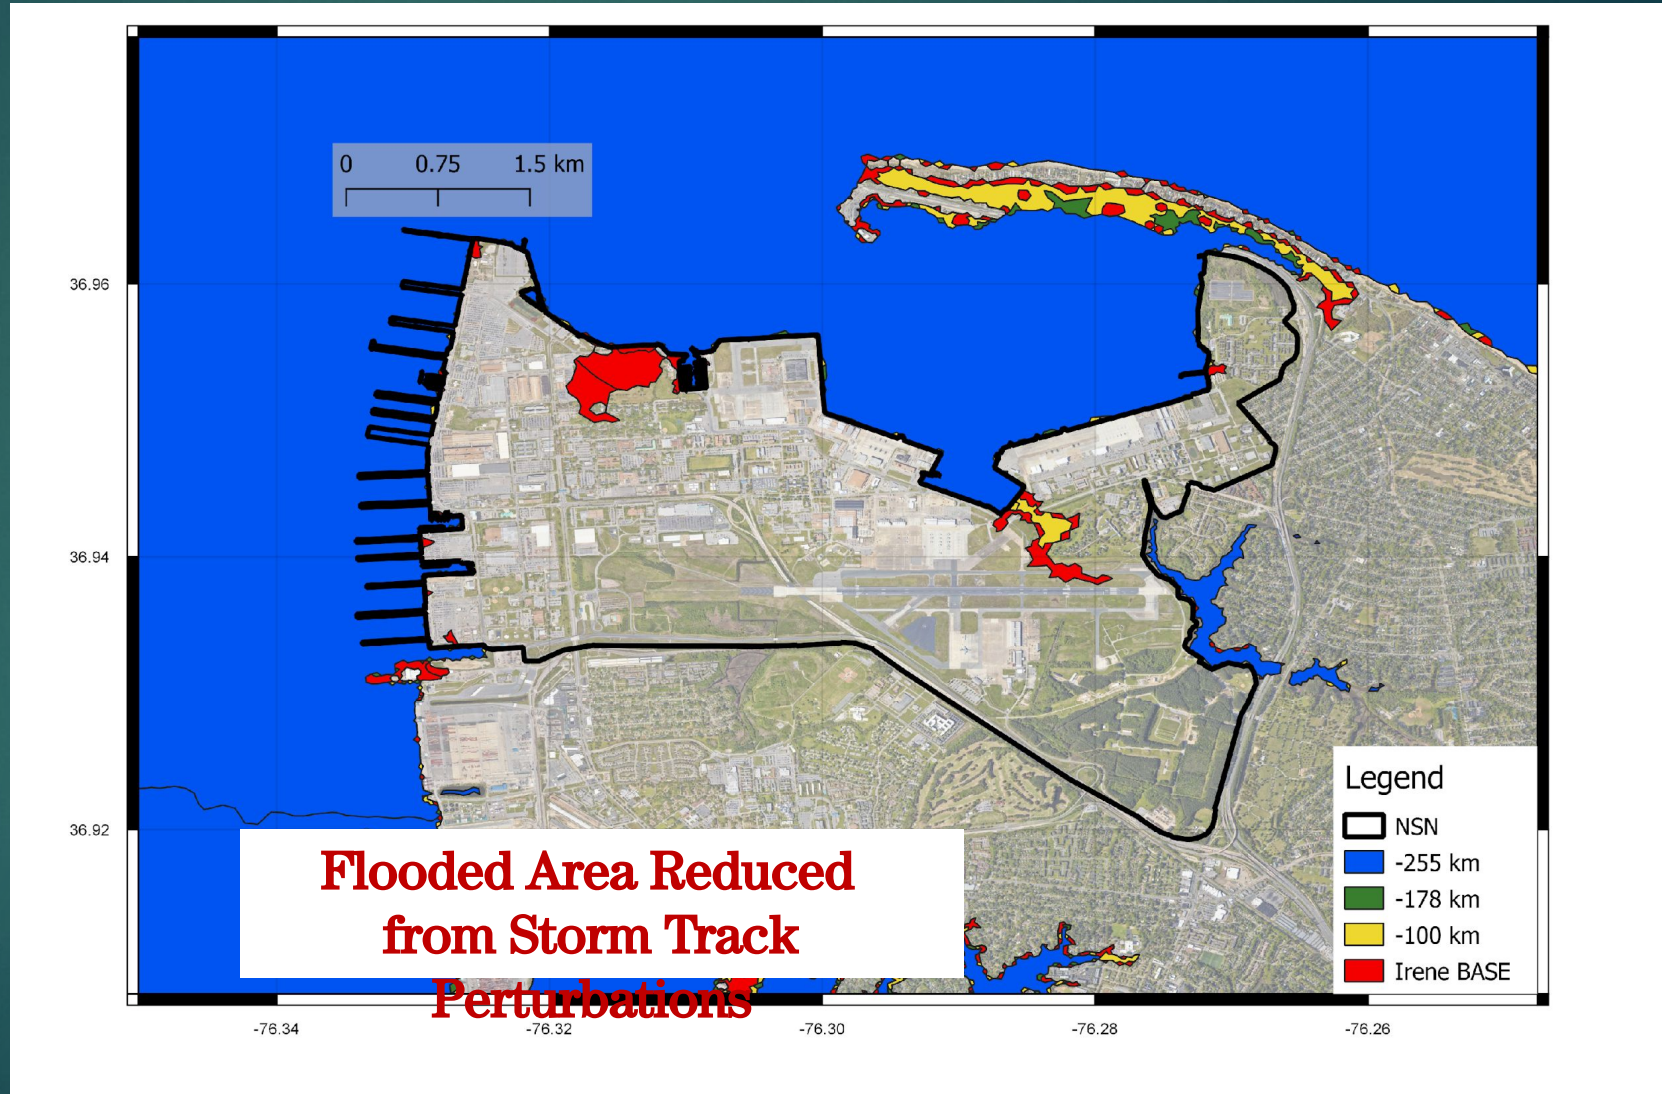 0 0.75 1.5 km
36.96
36.94
36.92
Legend
NSN
-255 km
-178 km
-100 km
Irene BASE
Flooded Area Reduced
from Storm Track
Perturbations
-76.34 -76.32 -76.30 -76.28 -76.26